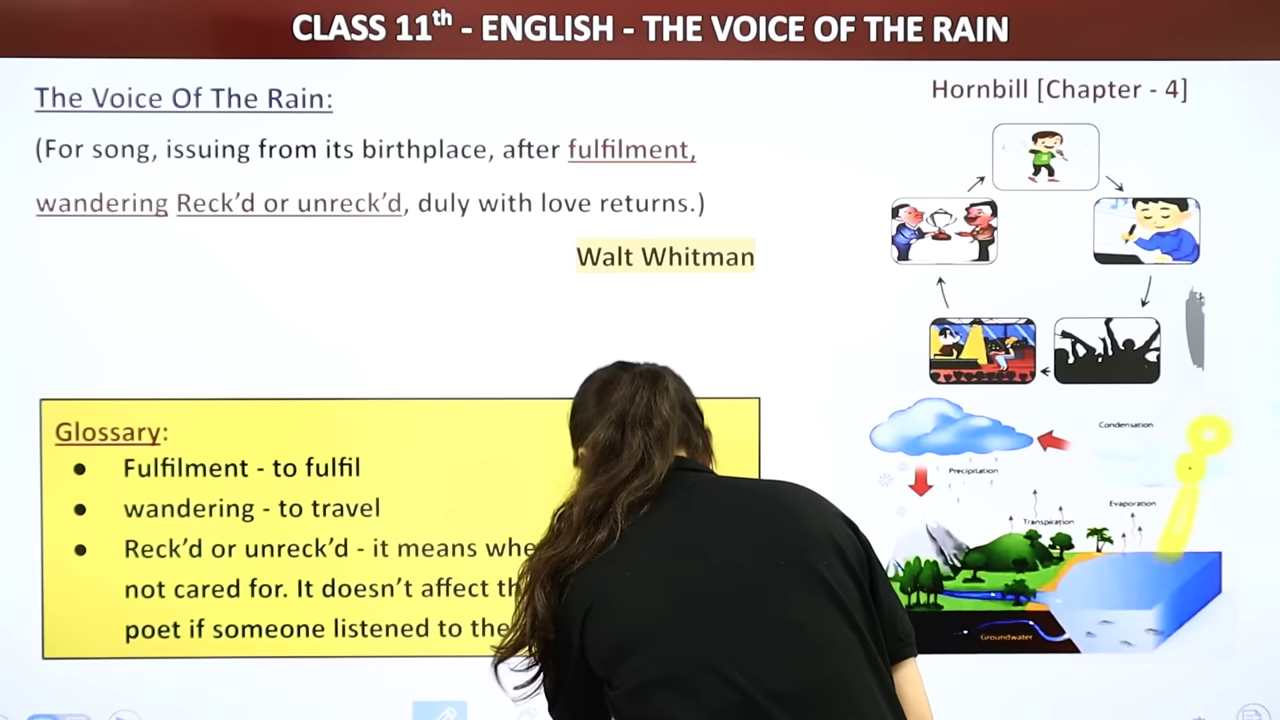 CLASS 11th - ENGLISH - THE VOICE OF THE RAIN
The Voice Of The Rain:
Hornbill [Chapter - 4]
(For song, issuing from its birthplace, after fulfilment,
wandering Reck’d or unreck’d, duly with love returns.)
Walt Whitman
Glossary:
● Fulfilment - to fulfil
● wandering - to travel
● Reck’d or unreck’d - it means
not cared for. It doesn’t affect
poet if someone listened to the
Condensation
Precipitation
Evaporation
Transpiration
Groundwater